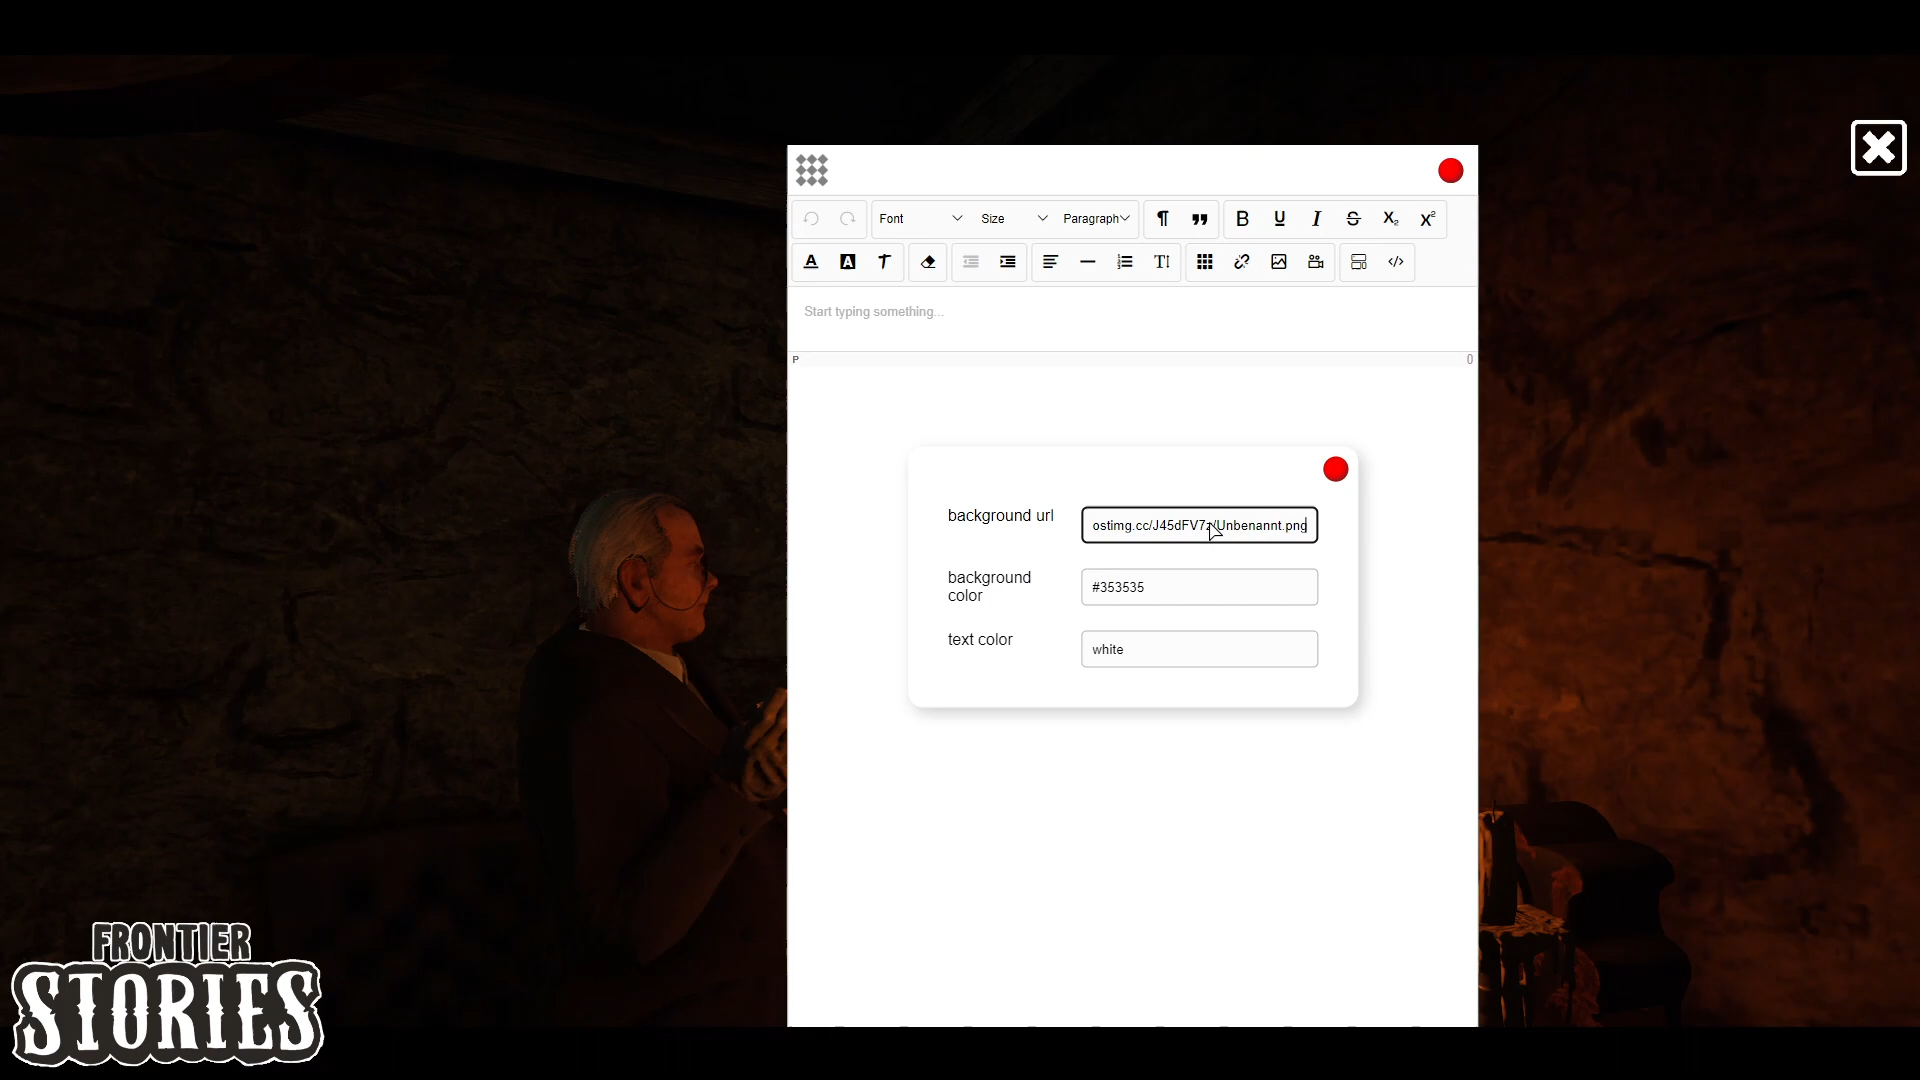 Font Size Paragraph
Start typing something...
P 0
background url
ostimg.cc/J45dFV7z/Unbenannt.png
background
color
#353535
text color
white
FRONTIER
STORIES